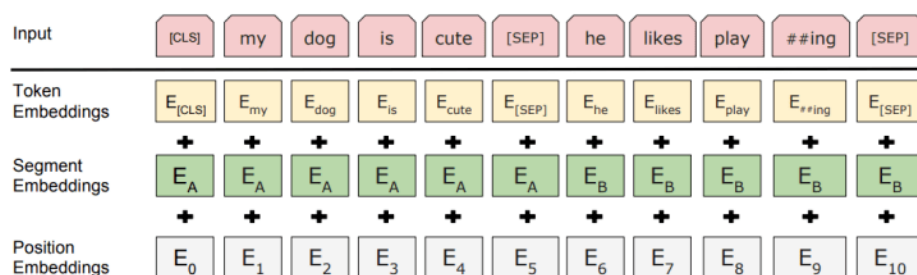 Input [CLS] my dog is cute [SEP] he likes play ##ing [SEP]
Token Embeddings E[CLS] Emy Edog Eis Ecute E[SEP] Ehe Elikes Eplay E##ing E[SEP]
+ + + + + + + + + + +
Segment Embeddings EA EA EA EA EA EA EB EB EB EB EB
+ + + + + + + + + + +
Position Embeddings E0 E1 E2 E3 E4 E5 E6 E7 E8 E9 E10